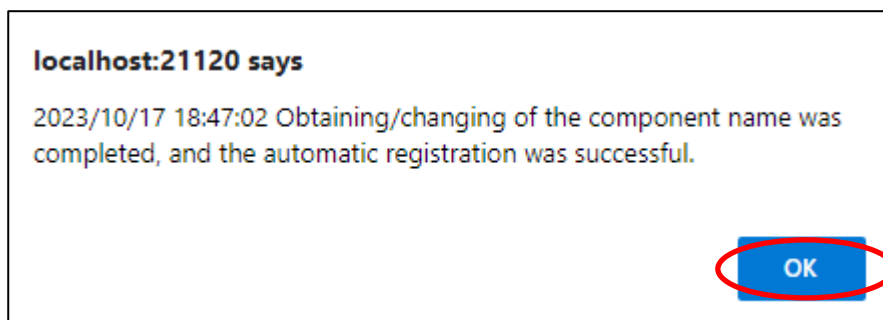 localhost:21120 says
2023/10/17 18:47:02 Obtaining/changing of the component name was
completed, and the automatic registration was successful.
OK